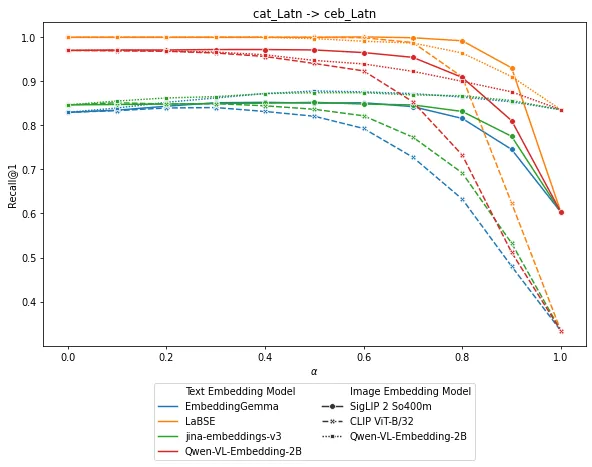 cat_Latn -> ceb_Latn
Recall@1
1.0
0.9
0.8
0.7
0.6
0.5
0.4
0.0 0.2 0.4 0.6 0.8 1.0
α
Text Embedding Model
EmbeddingGemma
LaBSE
jina-embeddings-v3
Qwen-VL-Embedding-2B
Image Embedding Model
SigLIP 2 So400m
CLIP ViT-B/32
Qwen-VL-Embedding-2B